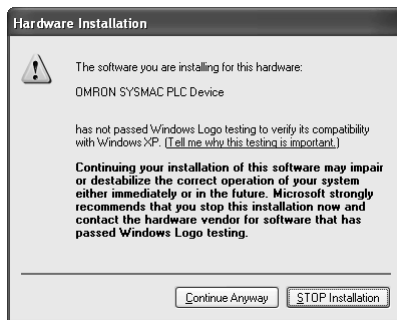 Hardware Installation
The software you are installing for this hardware:
OMRON SYSMAC PLC Device
has not passed Windows Logo testing to verify its compatibility
with Windows XP. (Tell me why this testing is important.)
Continuing your installation of this software may impair
or destabilize the correct operation of your system
either immediately or in the future. Microsoft strongly
recommends that you stop this installation now and
contact the hardware vendor for software that has
passed Windows Logo testing.
Continue Anyway
STOP Installation